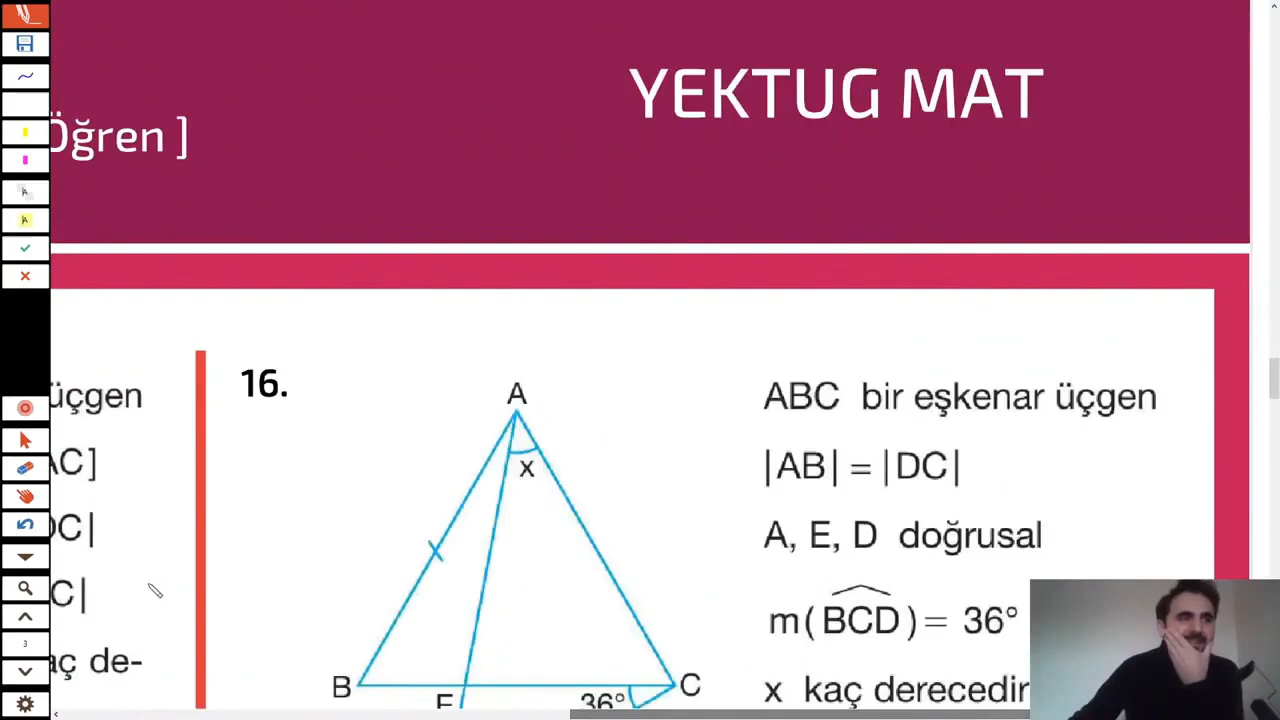 YEKTUG MAT
Öğren ]
üçgen
AC]
DC|
C|
aç de-
16.
A
x
B
E
36°
C
ABC bir eşkenar üçgen
|AB| = |DC|
A, E, D doğrusal
m(BCD) = 36°
x kaç derecedir
3